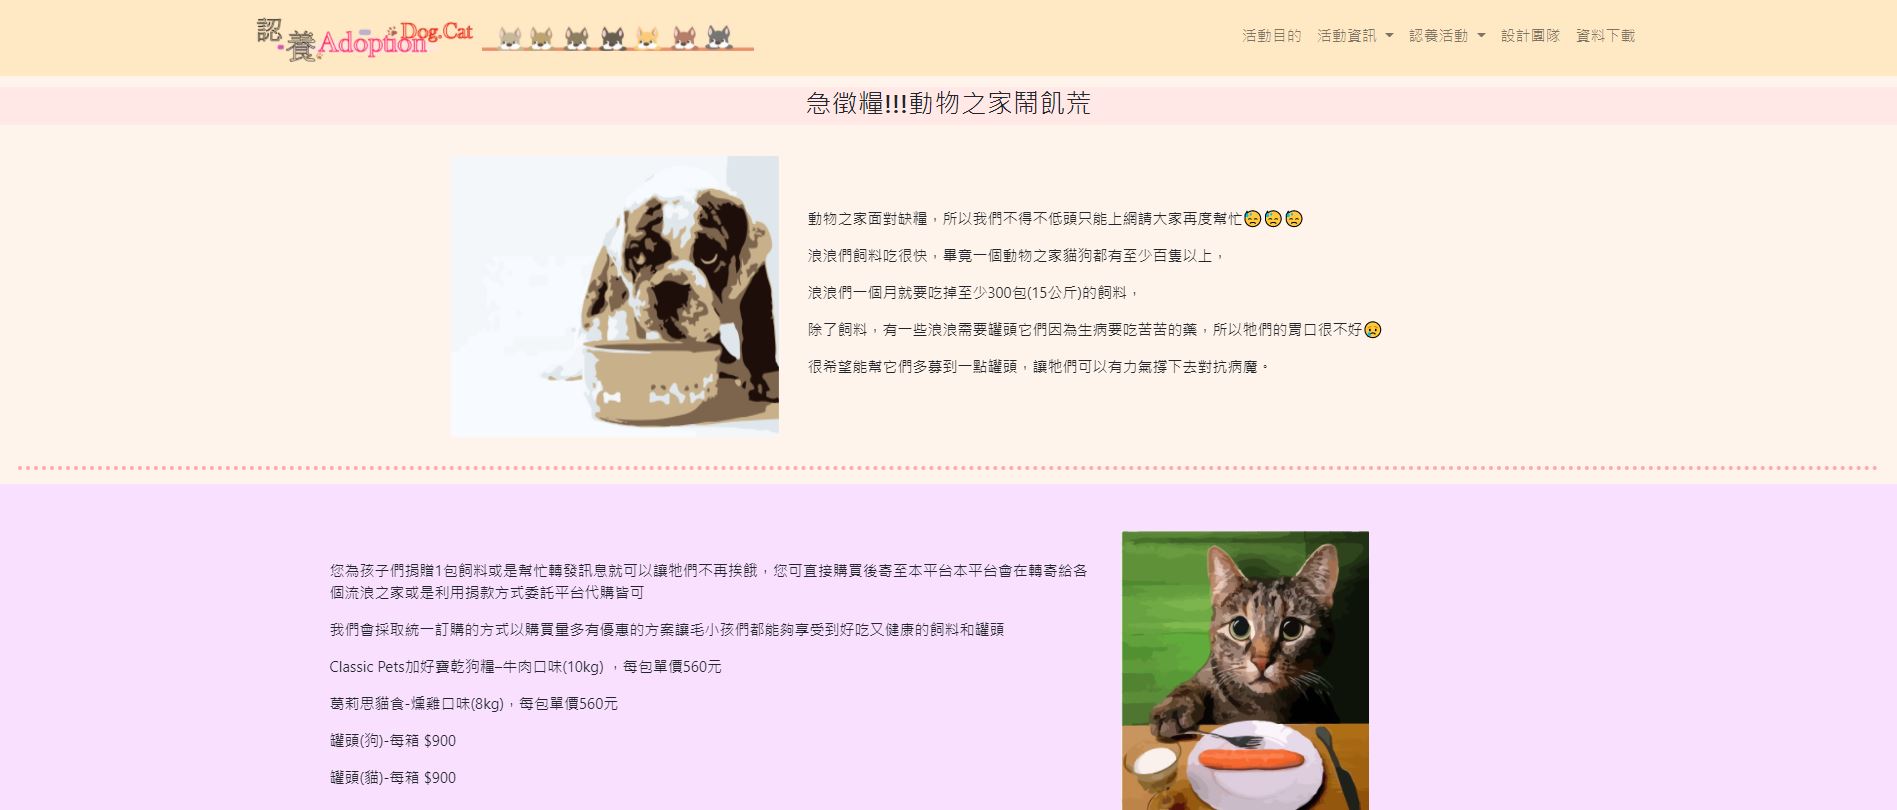 認養Adoption Dog.Cat
活動目的 活動資訊 認養活動 設計團隊 資料下載
急徵糧!!!動物之家鬧飢荒
動物之家面對缺糧，所以我們不得不低頭只能上網請大家再度幫忙😓😓😓
浪浪們飼料吃很快，畢竟一個動物之家貓狗都有至少百隻以上，
浪浪們一個月就要吃掉至少300包(15公斤)的飼料，
除了飼料，有一些浪浪需要罐頭它們因為生病要吃苦苦的藥，所以牠們的胃口很不好😥
很希望能幫它們多募到一點罐頭，讓牠們可以有力氣撐下去對抗病魔。
您為孩子們捐贈1包飼料或是幫忙轉發訊息就可以讓牠們不再挨餓，您可直接購買後寄至本平台本平台會在轉寄給各
個流浪之家或是利用捐款方式委託平台代購皆可
我們會採取統一訂購的方式以購買量多有優惠的方案讓毛小孩們都能夠享受到好吃又健康的飼料和罐頭
Classic Pets加好寶乾狗糧–牛肉口味(10kg) ，每包單價560元
葛莉思貓食-燻雞口味(8kg)，每包單價560元
罐頭(狗)-每箱 $900
罐頭(貓)-每箱 $900